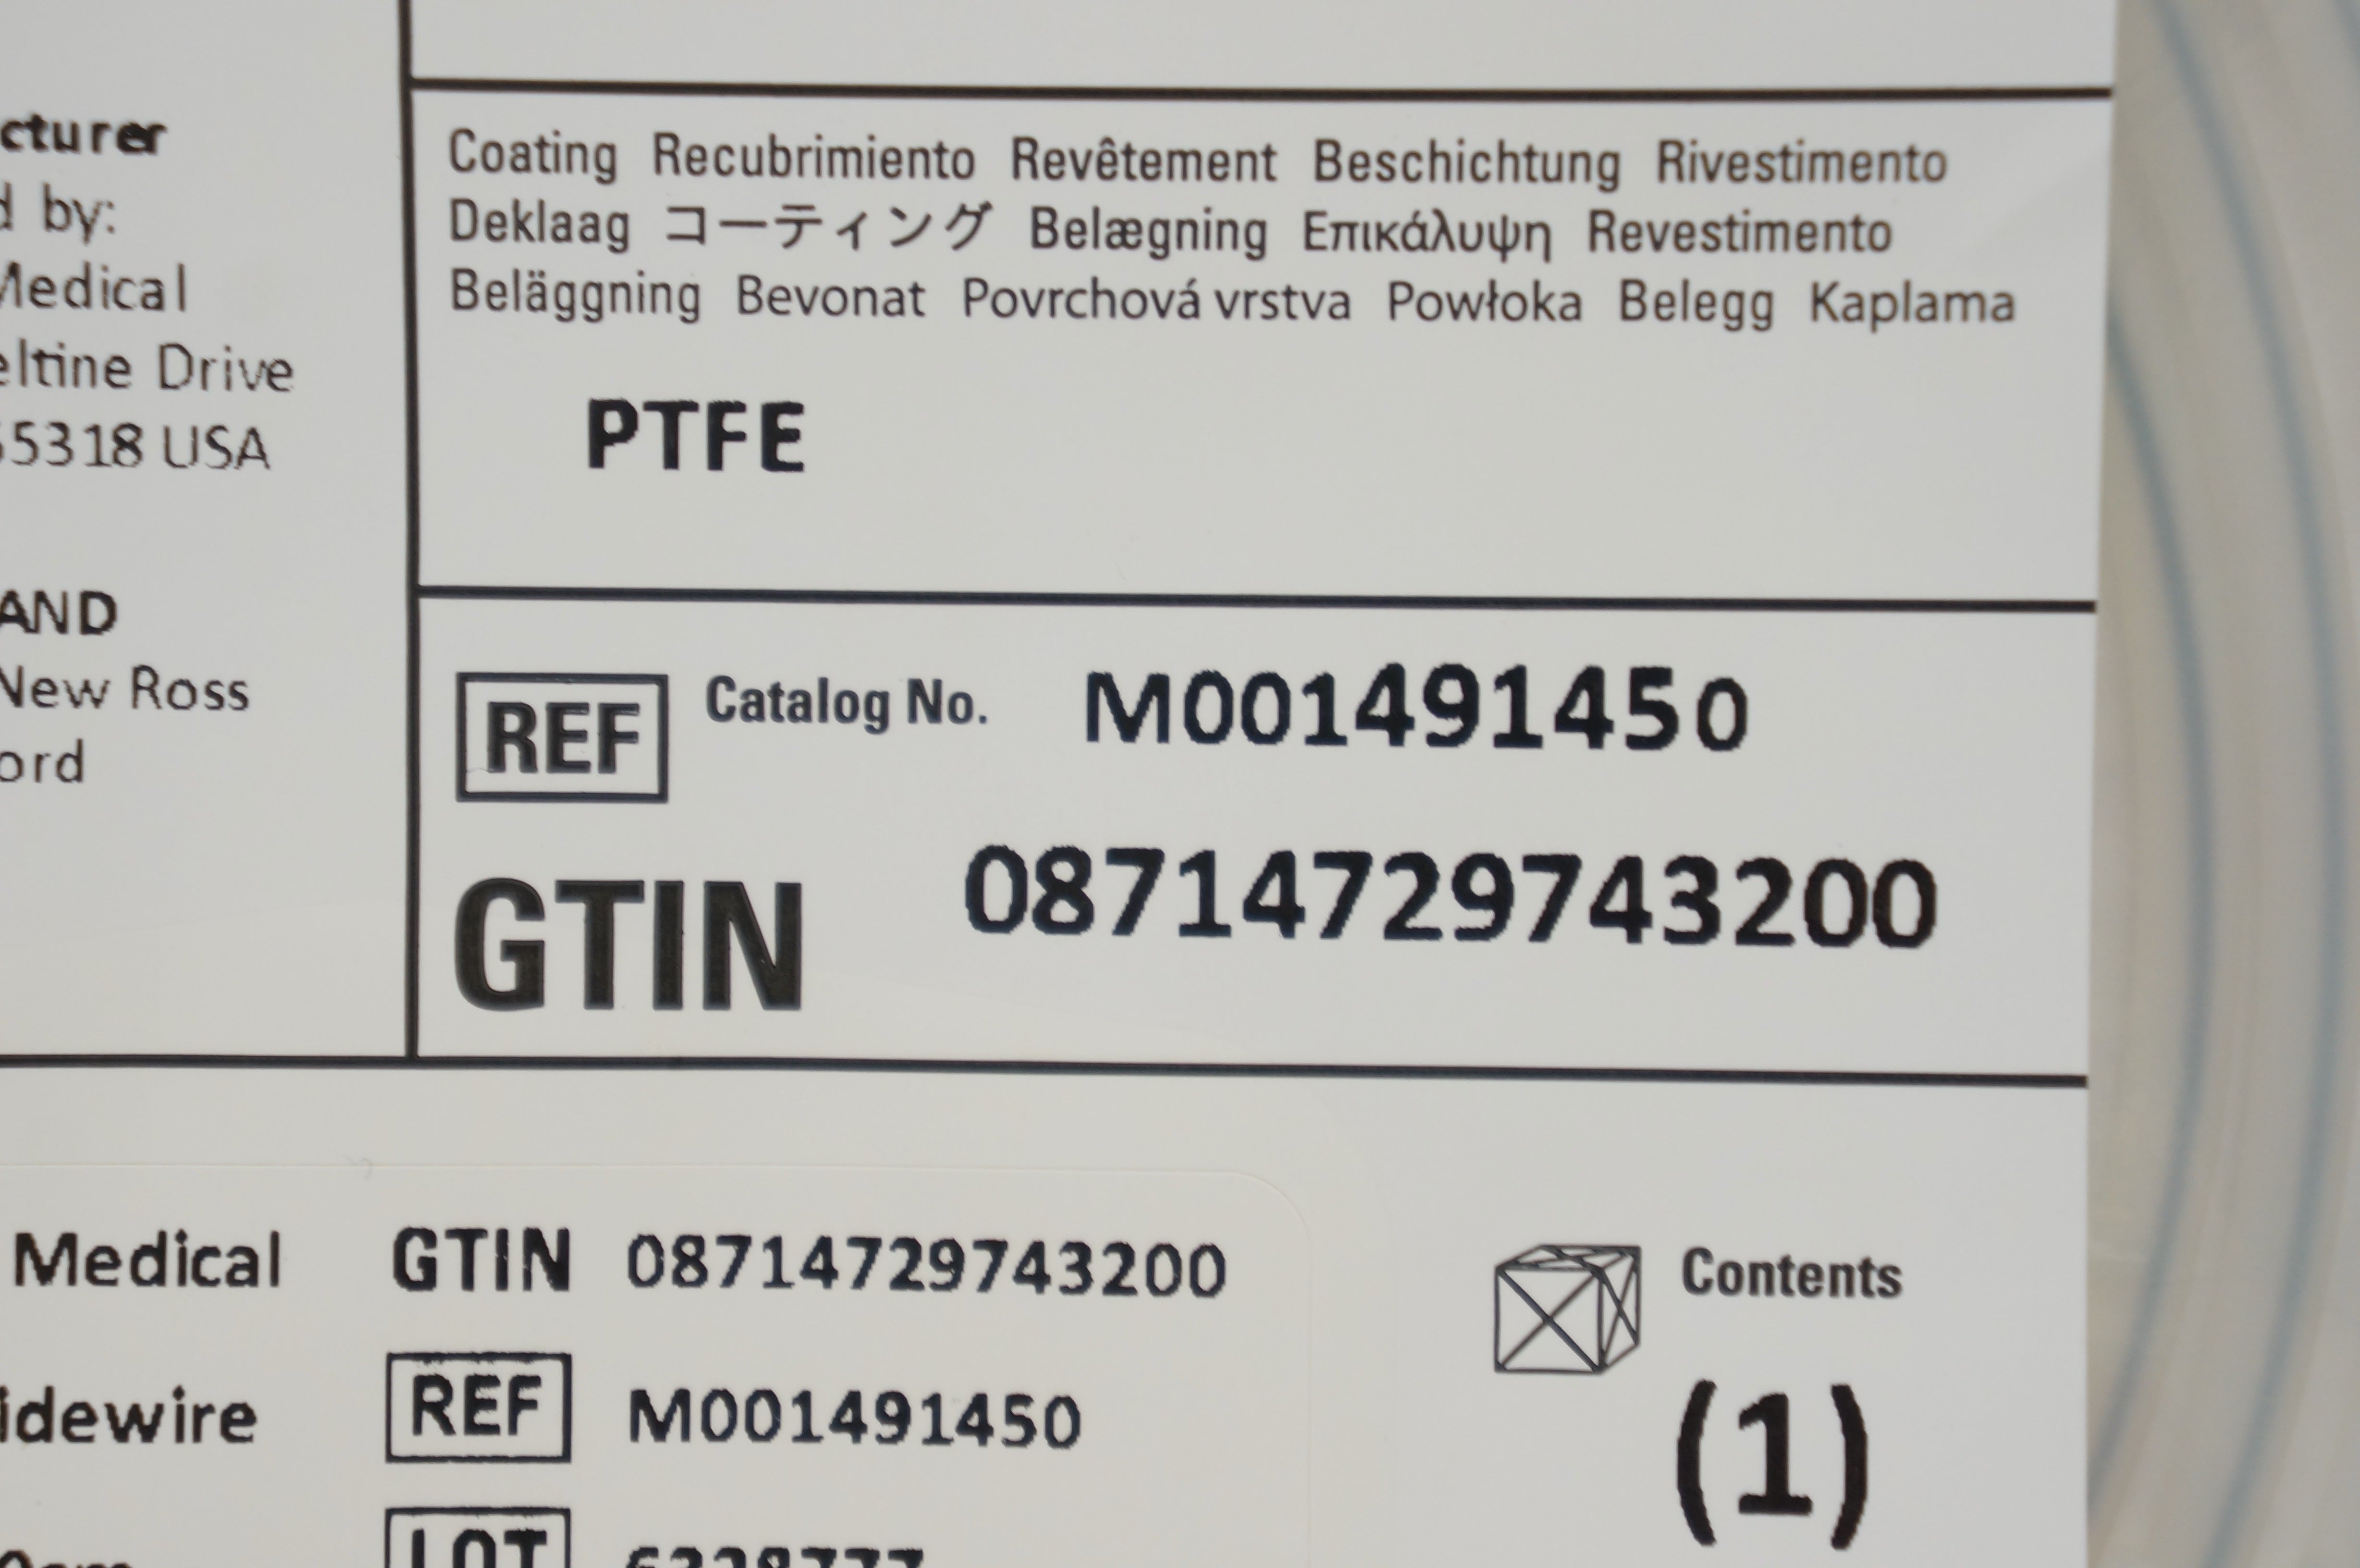 cturer
d by:
Medical
eltine Drive
55318 USA
AND
New Ross
ord
Coating Recubrimiento Revêtement Beschichtung Rivestimento
Deklaag コーティング Belægning Επικάλυψη Revestimento
Beläggning Bevonat Povrchová vrstva Powłoka Belegg Kaplama
PTFE
REF Catalog No. M001491450
GTIN 08714729743200
Medical GTIN 08714729743200
idewire REF M001491450
LOT
Contents
(1)